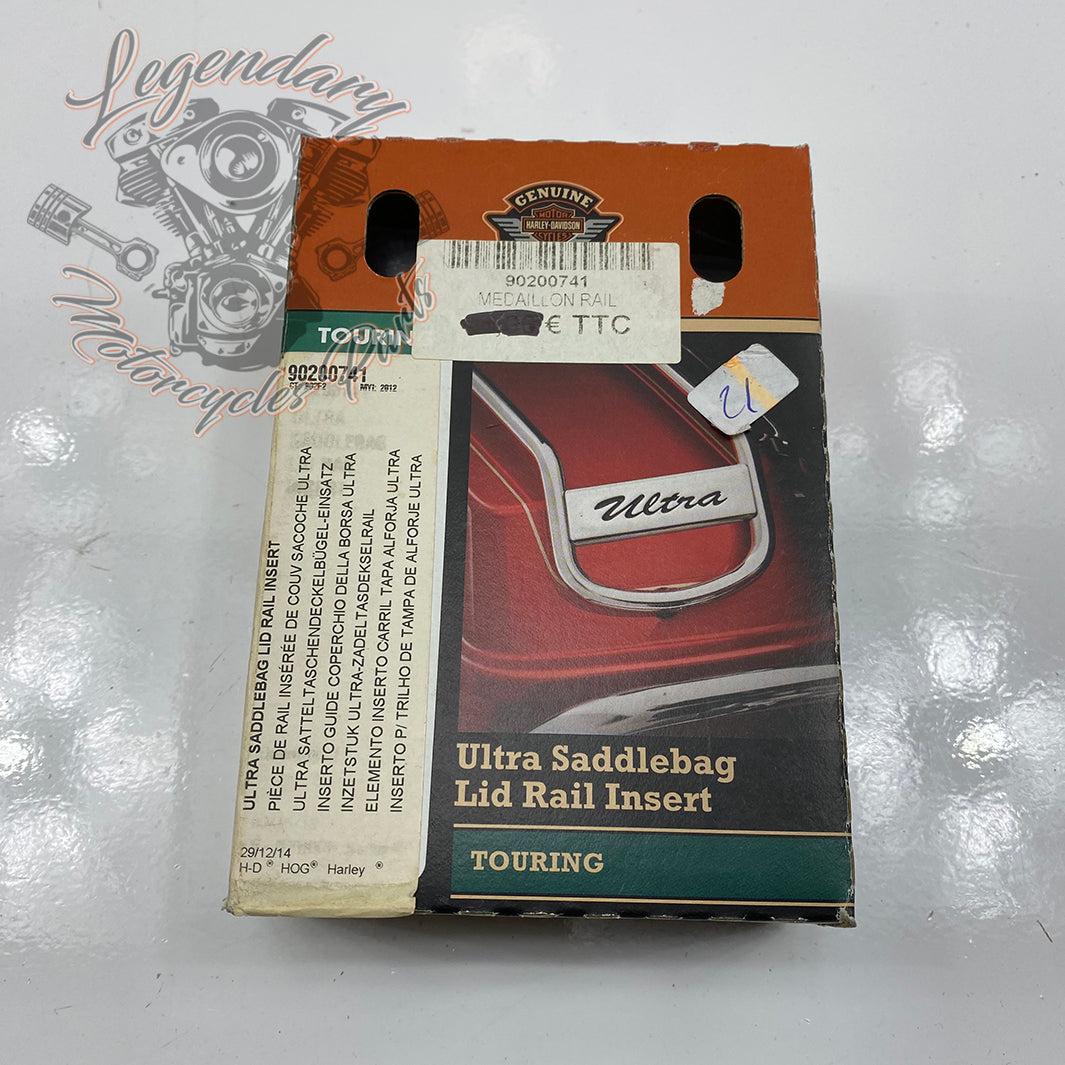 Legendary
Motorcycles Parts
GENUINE
MOTOR
HARLEY-DAVIDSON
CYCLES
90200741
MEDAILLON RAIL
€ TTC
TOURIN
90200741
MYI: 2012
21
Ultra
ULTRA SADDLEBAG LID RAIL INSERT
PIÈCE DE RAIL INSÉRÉE DE COUV SACOCHE ULTRA
ULTRA SATTELTASCHENDECKELBÜGEL-EINSATZ
INSERTO GUIDE COPERCHIO DELLA BORSA ULTRA
INZETSTUK ULTRA-ZADELTASDEKSELRAIL
ELEMENTO INSERTO CARRIL TAPA ALFORJA ULTRA
INSERTO P/ TRILHO DE TAMPA DE ALFORJE ULTRA
29/12/14
H-D ® HOG® Harley ®
Ultra Saddlebag
Lid Rail Insert
TOURING